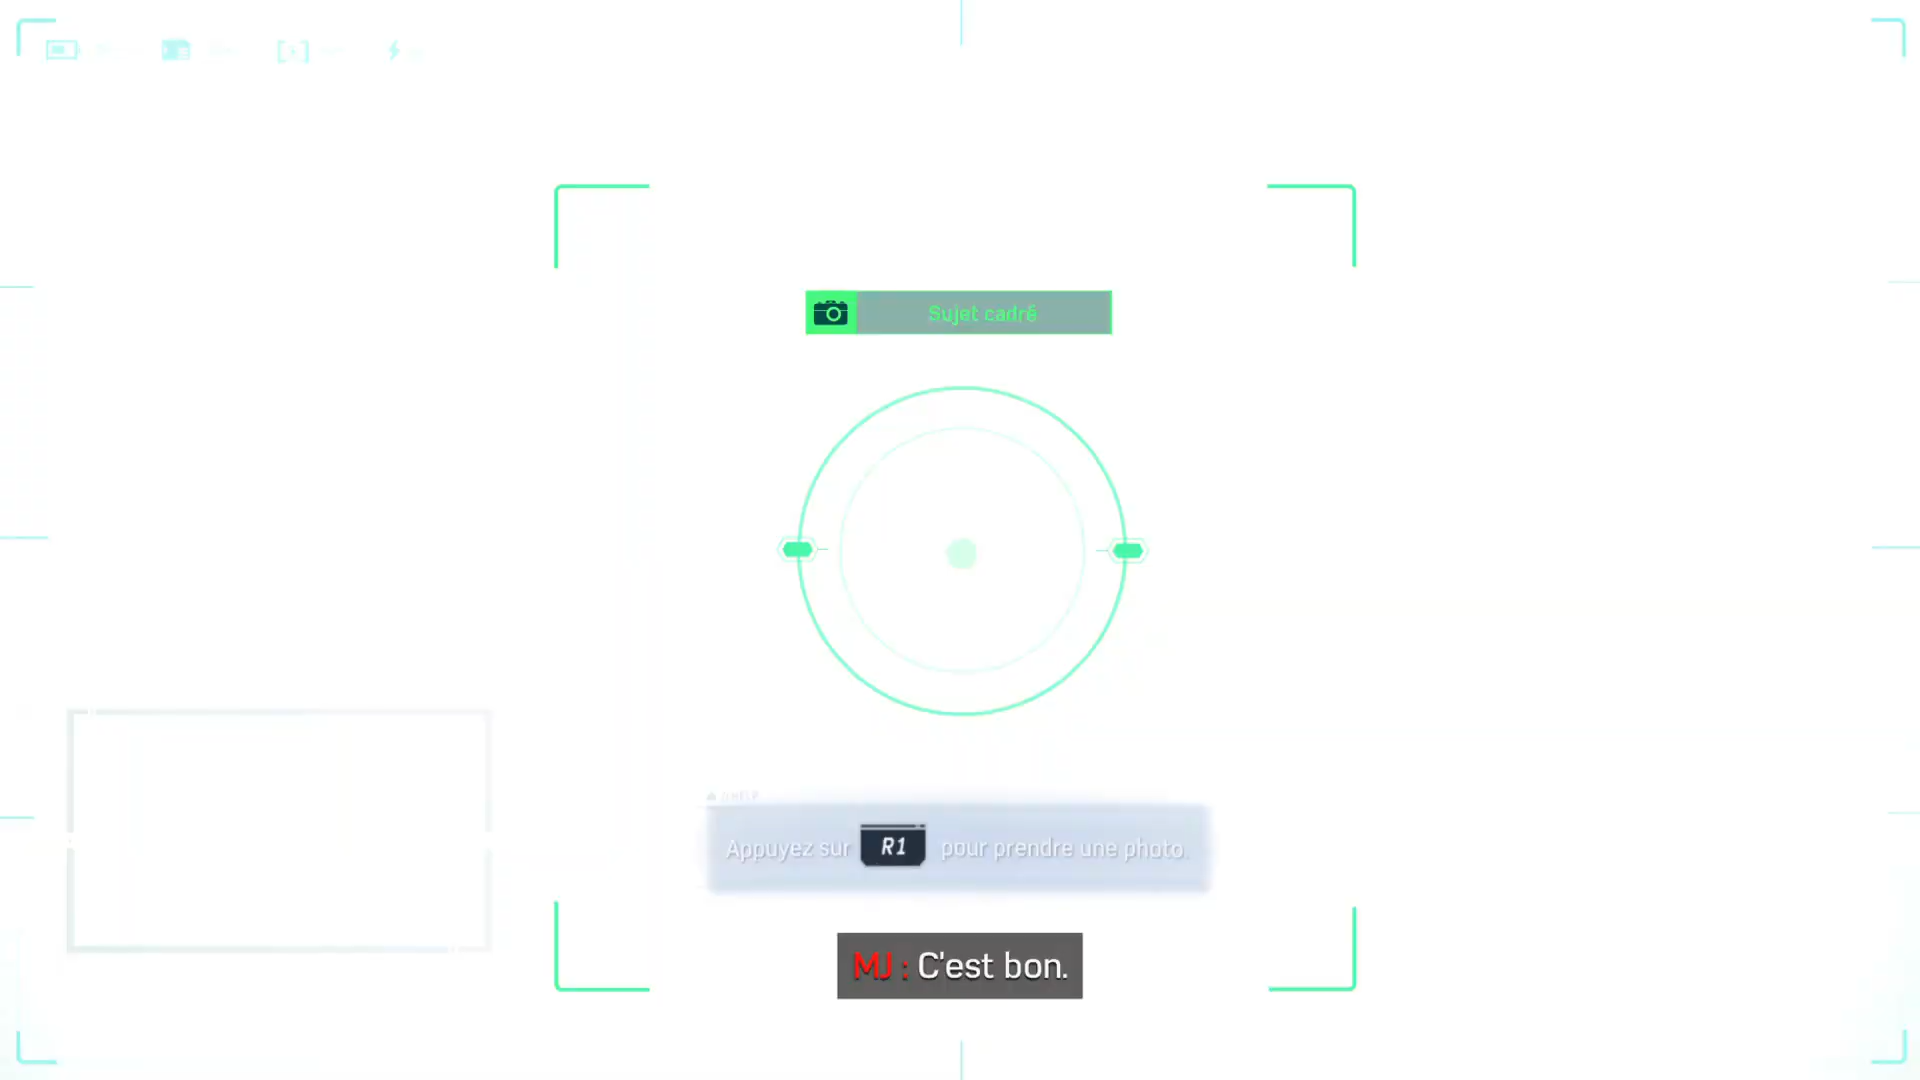 Sujet cadré
Appuyez sur R1 pour prendre une photo.
MJ : C'est bon.